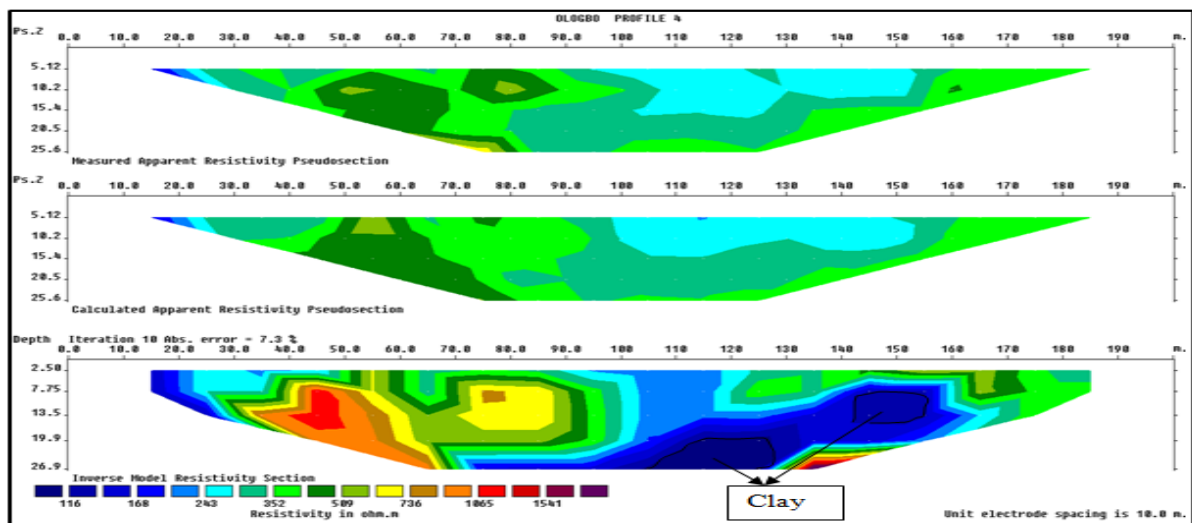 OLOGBO PROFILE 4
Ps.Z 0.0 10.0 20.0 30.0 40.0 50.0 60.0 70.0 80.0 90.0 100 110 120 130 140 150 160 170 180 190 m.
5.12
10.2
15.4
20.5
25.6
Measured Apparent Resistivity Pseudosection
Ps.Z 0.0 10.0 20.0 30.0 40.0 50.0 60.0 70.0 80.0 90.0 100 110 120 130 140 150 160 170 180 190 m.
5.12
10.2
15.4
20.5
25.6
Calculated Apparent Resistivity Pseudosection
Depth Iteration 10 Abs. error = 7.3 %
0.0 10.0 20.0 30.0 40.0 50.0 60.0 70.0 80.0 90.0 100 110 120 130 140 150 160 170 180 190 m.
2.50
7.75
13.5
19.9
26.9
Inverse Model Resistivity Section
116 168 243 352 509 736 1065 1541
Resistivity in ohm.m
Clay
Unit electrode spacing is 10.0 m.